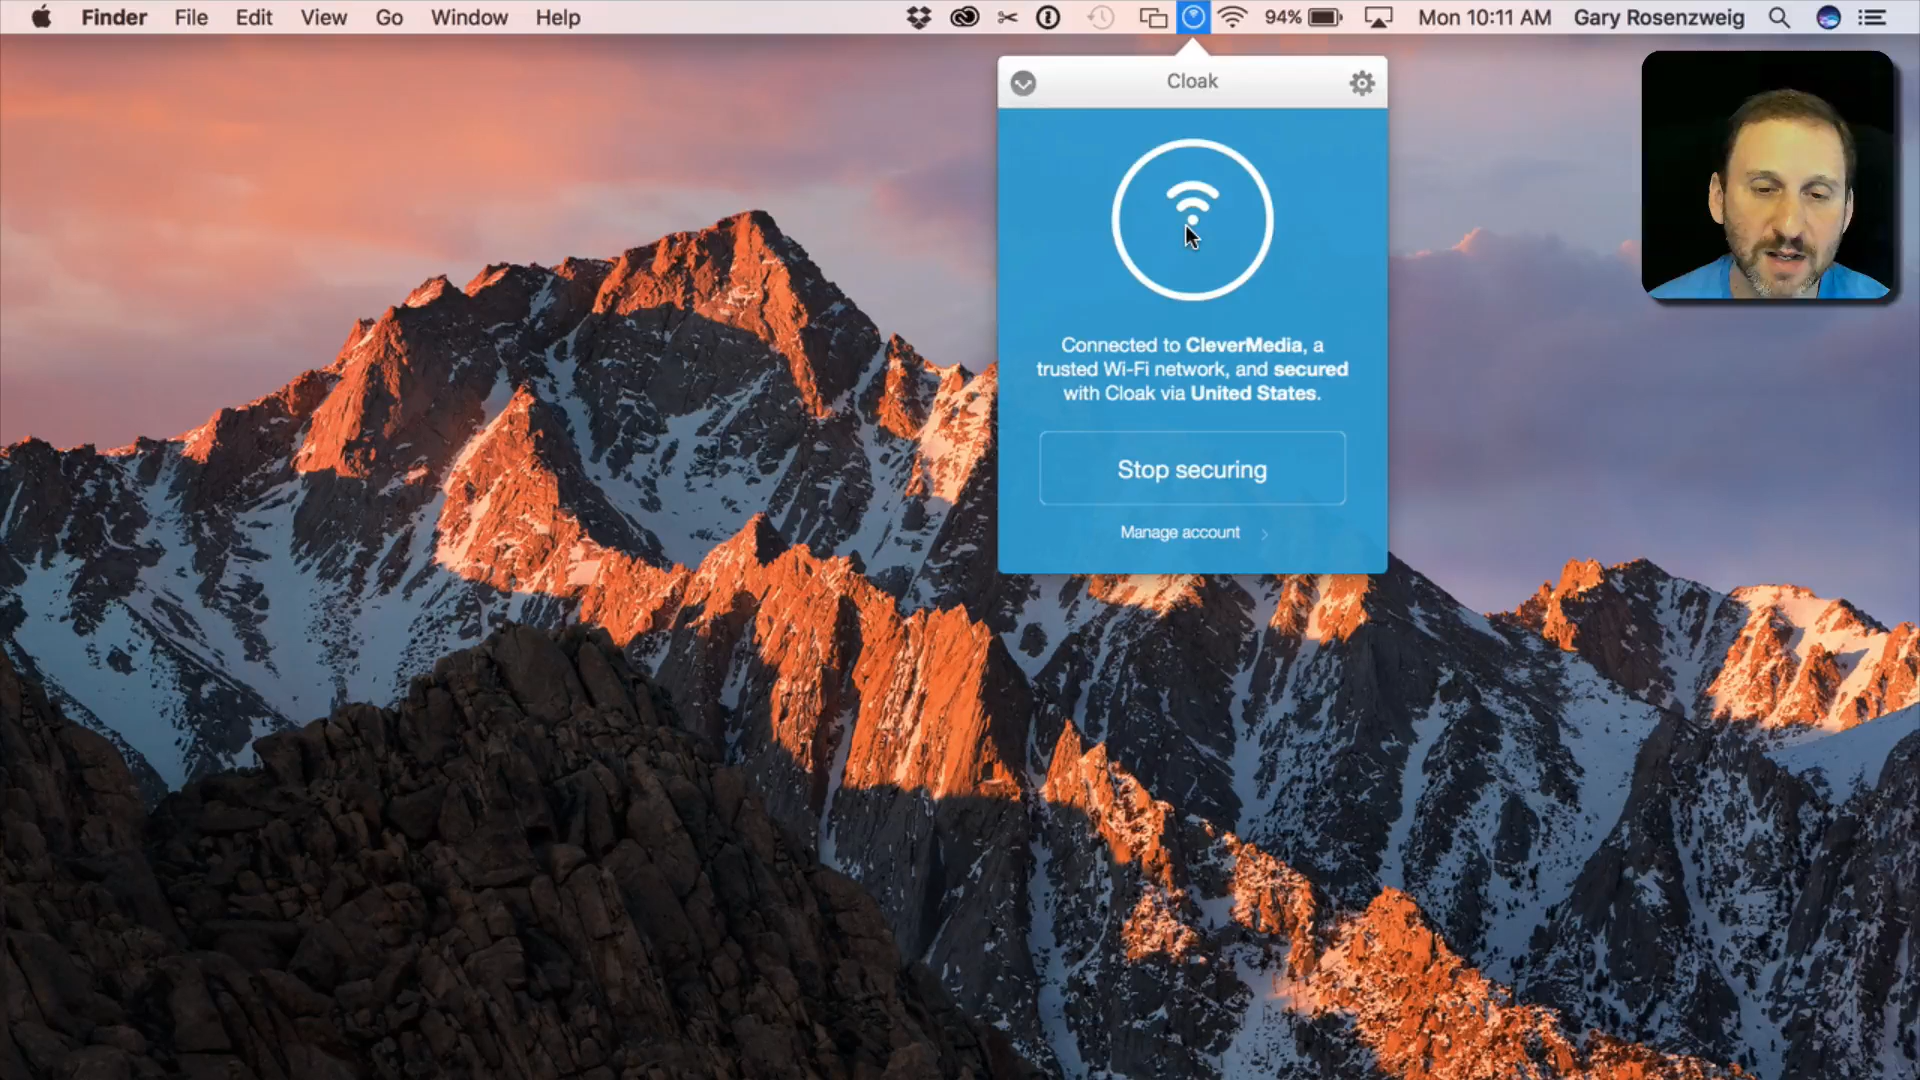 Finder File Edit View Go Window Help 94% Mon 10:11 AM Gary Rosenzweig
Cloak
Connected to CleverMedia, a
trusted Wi-Fi network, and secured
with Cloak via United States.
Stop securing
Manage account